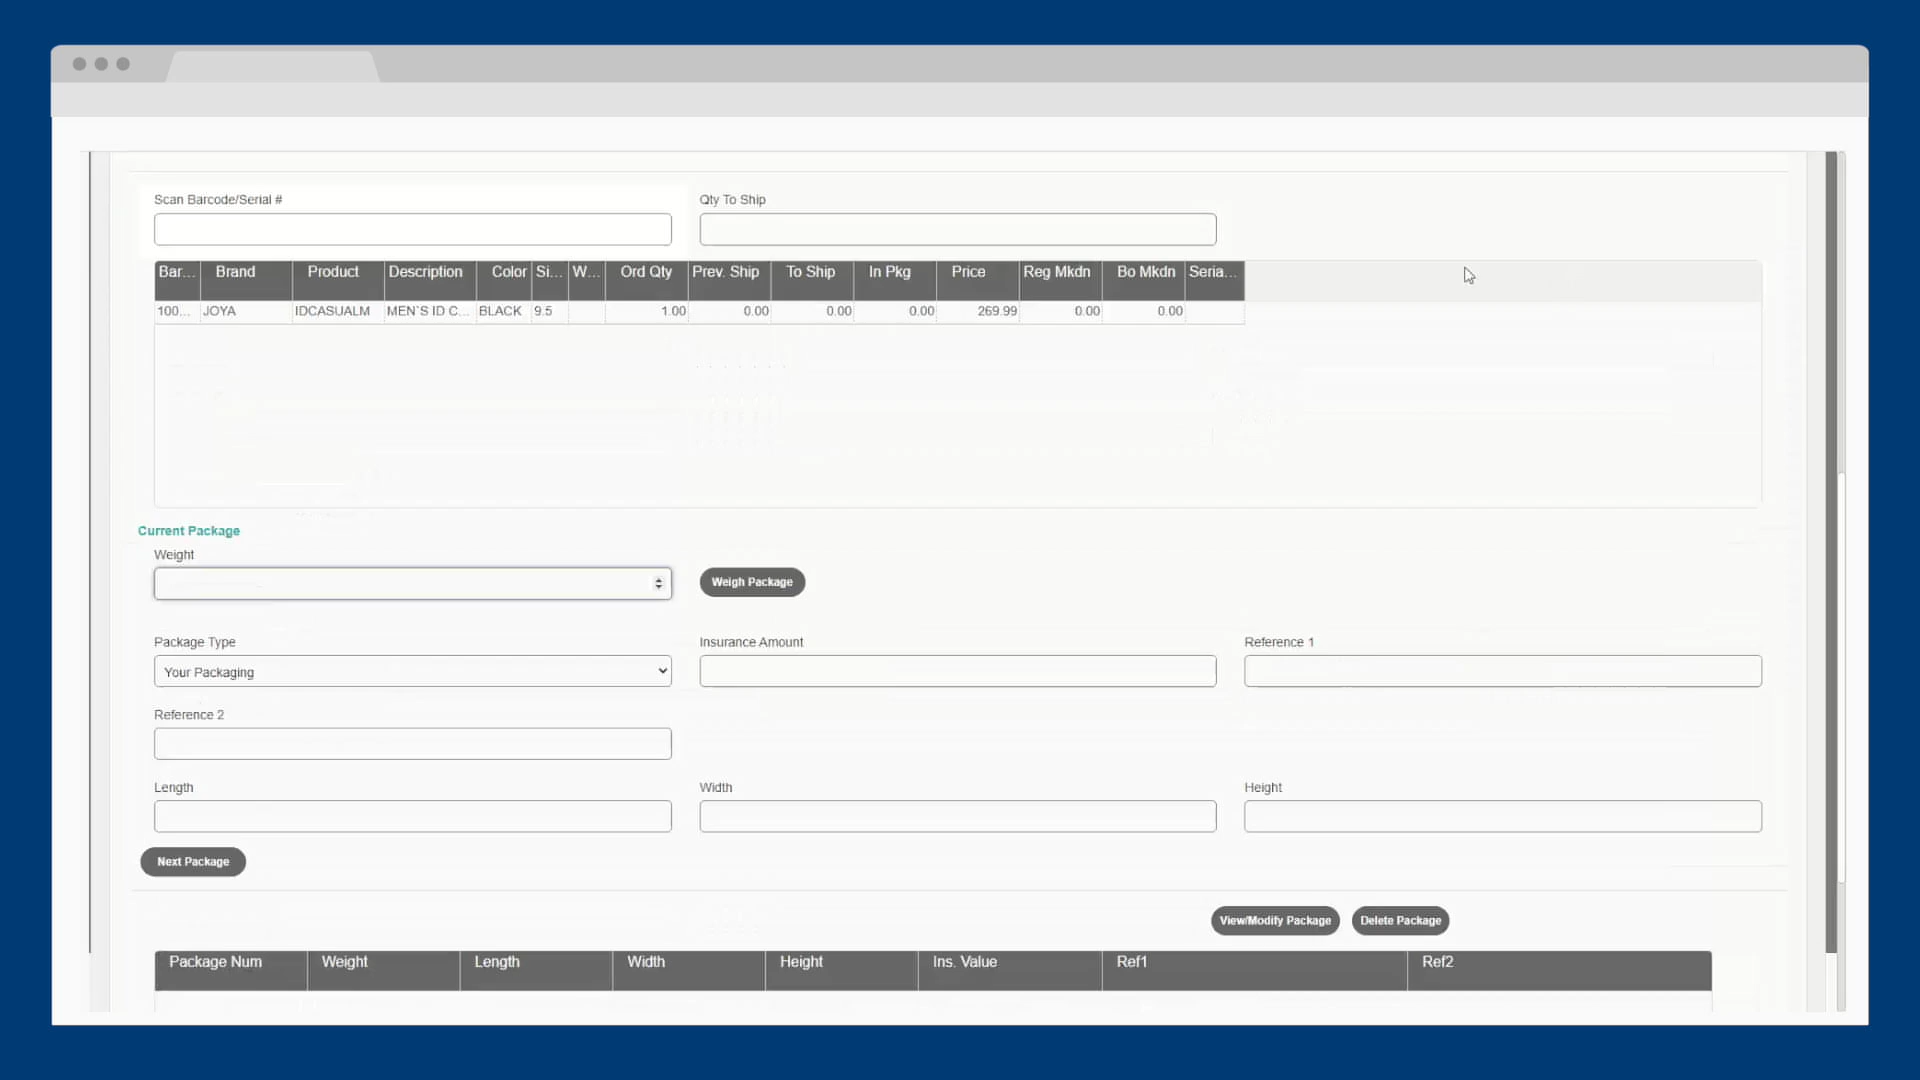 Scan Barcode/Serial # Qty To Ship
Bar... Brand Product Description Color Si... W... Ord Qty Prev. Ship To Ship In Pkg Price Reg Mkdn Bo Mkdn Seria...
100... JOYA IDCASUALM MEN`S ID C... BLACK 9.5 1.00 0.00 0.00 0.00 269.99 0.00 0.00
Current Package
Weight
Weigh Package
Package Type Insurance Amount Reference 1
Your Packaging
Reference 2
Length Width Height
Next Package
View/Modify Package Delete Package
Package Num Weight Length Width Height Ins. Value Ref1 Ref2